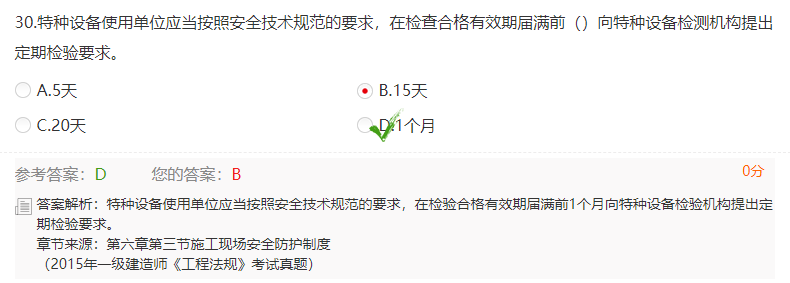 30.特种设备使用单位应当按照安全技术规范的要求，在检查合格有效期届满前（）向特种设备检测机构提出
定期检验要求。
A.5天
B.15天
C.20天
D.1个月
参考答案：D 您的答案：B 0分
答案解析：特种设备使用单位应当按照安全技术规范的要求，在检验合格有效期届满前1个月向特种设备检验机构提出定
期检验要求。
章节来源：第六章第三节施工现场安全防护制度
（2015年一级建造师《工程法规》考试真题）